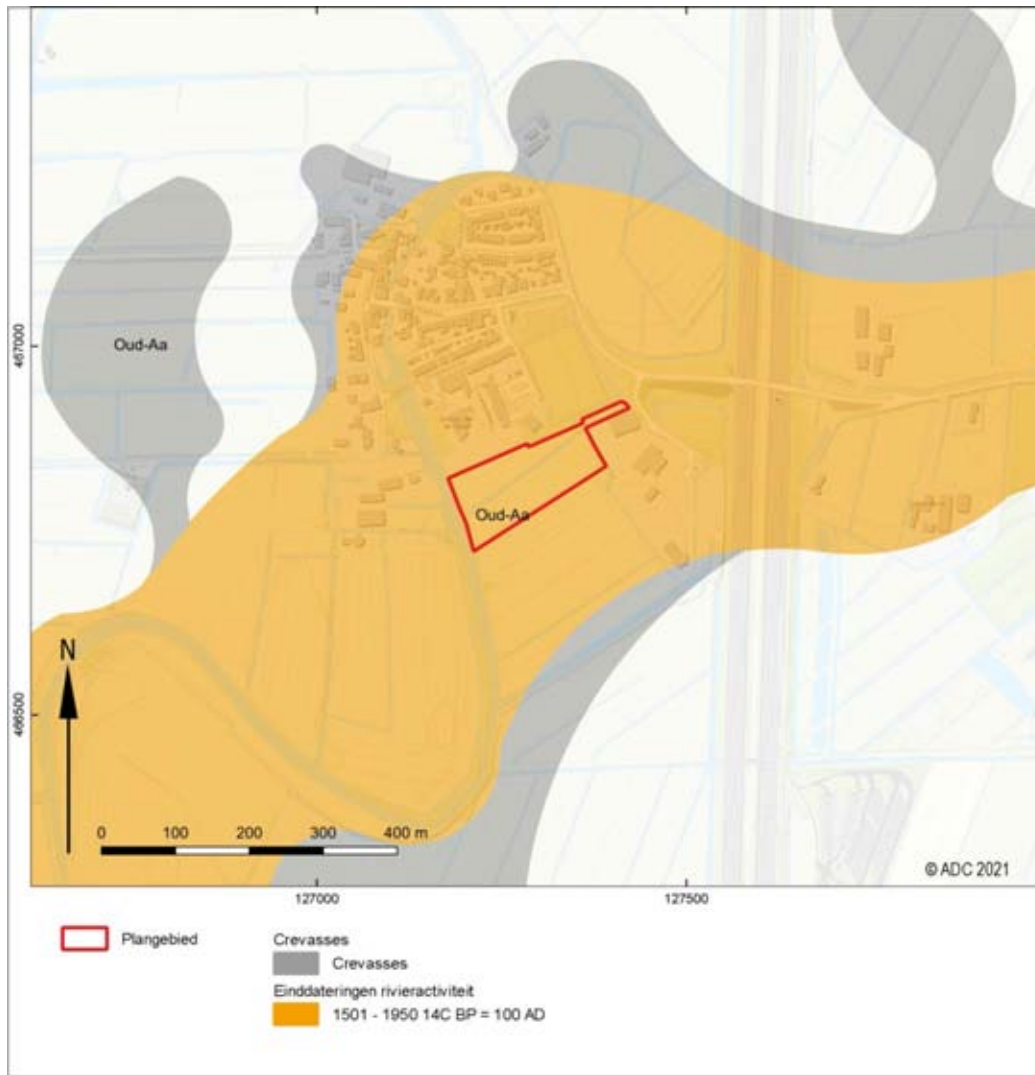 467000
Oud-Aa
Oud-Aa
466500
N
0 100 200 300 400 m
© ADC 2021
127000 127500
Plangebied
Crevasses
Crevasses
Einddateringen rivieractiviteit
1501 - 1950 14C BP = 100 AD